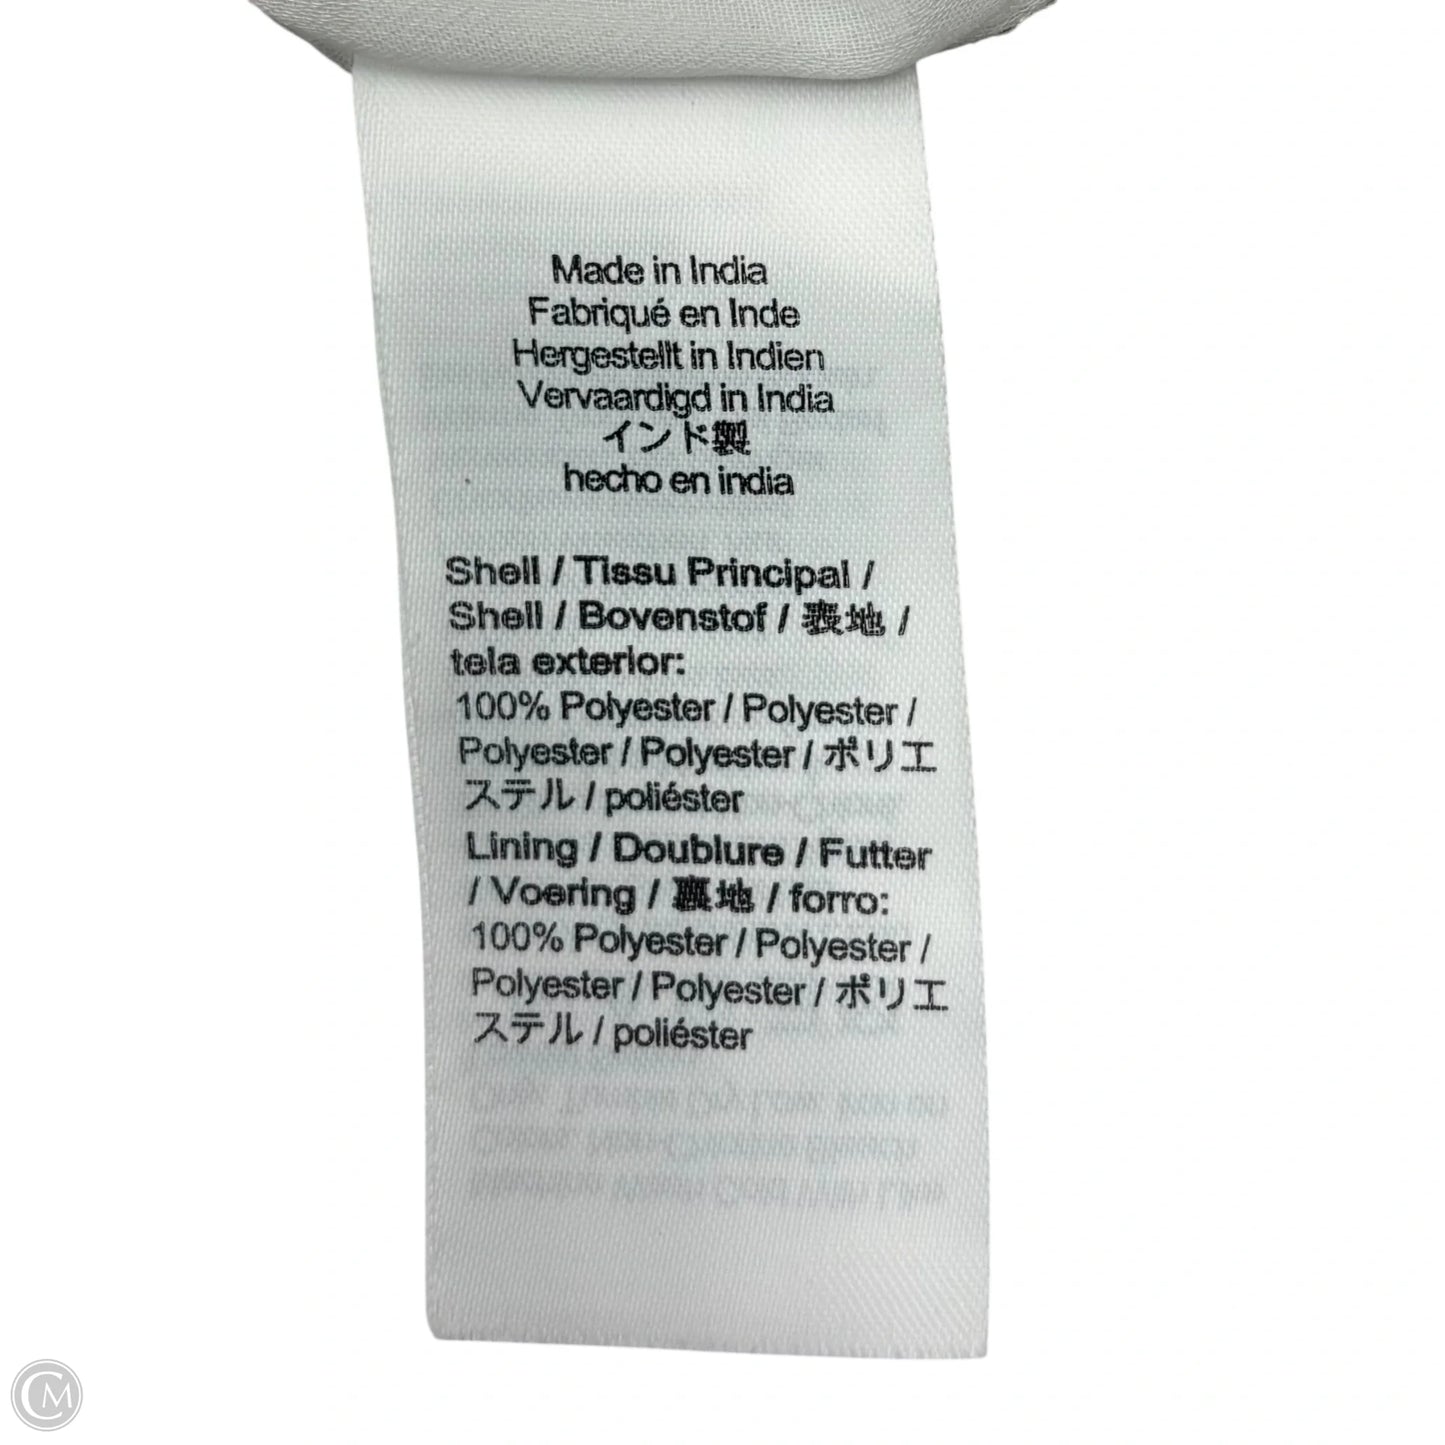 Made in India
Fabriqué en Inde
Hergestellt in Indien
Vervaardigd in India
インド製
hecho en india
Shell / Tissu Principal /
Shell / Bovenstof / 表地 /
tela exterior:
100% Polyester / Polyester /
Polyester / Polyester / ポリエ
ステル / poliéster
Lining / Doublure / Futter
/ Voering / 裏地 / forro:
100% Polyester / Polyester /
Polyester / Polyester / ポリエ
ステル / poliéster
CM